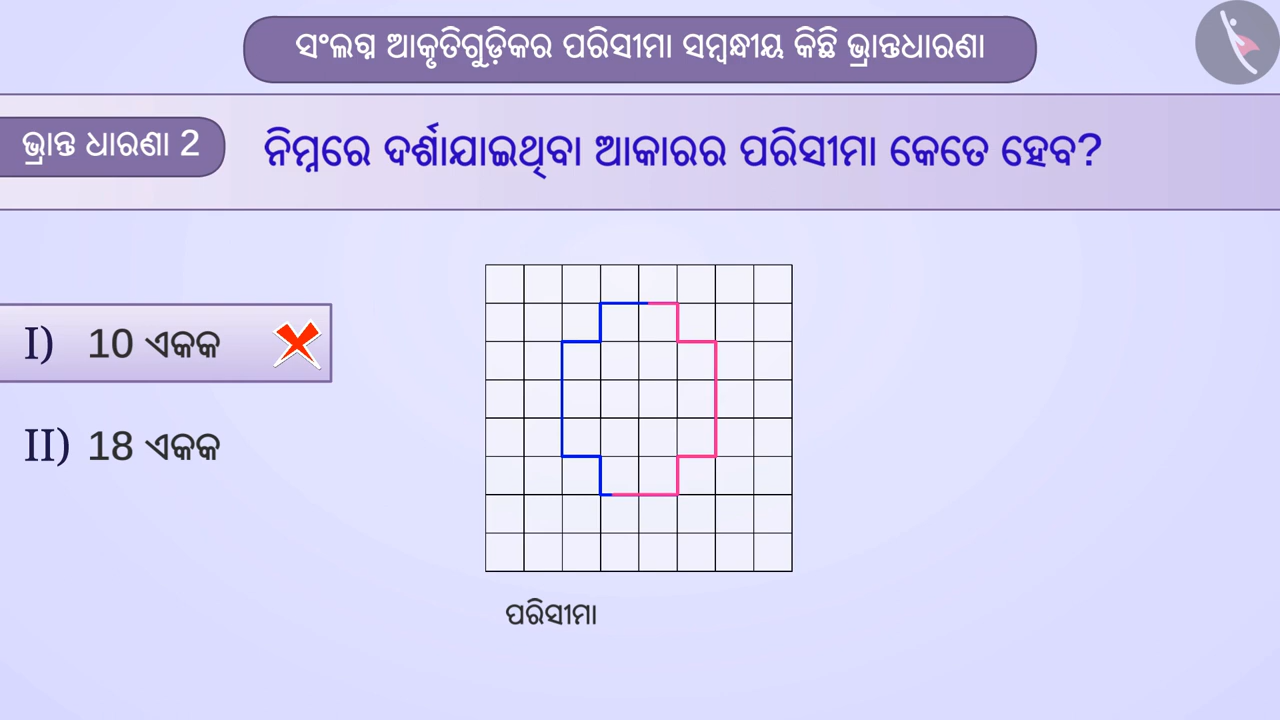 ସଂଲଗ୍ନ ଆକୃତିଗୁଡ଼ିକର ପରିସୀମା ସମ୍ବନ୍ଧୀୟ କିଛି ଭ୍ରାନ୍ତଧାରଣା
ଭ୍ରାନ୍ତ ଧାରଣା 2
ନିମ୍ନରେ ଦର୍ଶାଯାଇଥିବା ଆକାରର ପରିସୀମା କେତେ ହେବ?
I) 10 ଏକକ
II) 18 ଏକକ
ପରିସୀମା